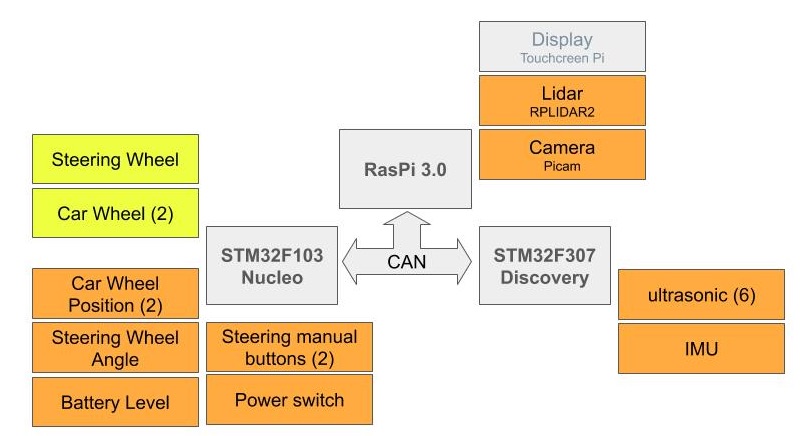 Display
Touchcreen Pi
Lidar
RPLIDAR2
Camera
Picam
RasPi 3.0
Steering Wheel
Car Wheel (2)
STM32F103
Nucleo
CAN
STM32F307
Discovery
Car Wheel
Position (2)
ultrasonic (6)
Steering Wheel
Angle
Steering manual
buttons (2)
IMU
Battery Level
Power switch